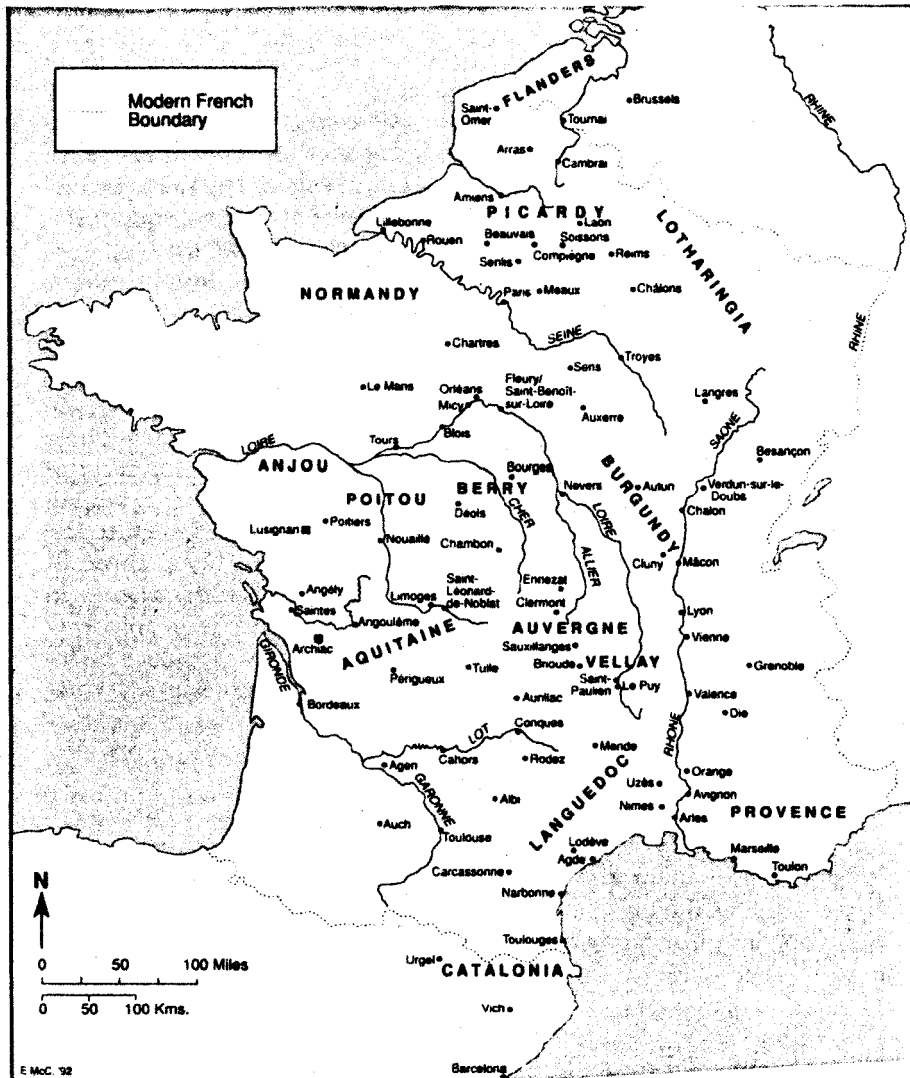 Modern French
Boundary
FLANDERS
Saint-
Omer
Brussels
Tournai
Arras
Cambrai
RHINE
Amiens
PICARDY
Laon
LOTHARINGIA
Lillebonne
Rouen
Beauvais
Soissons
Compiègne
Reims
Senlis
NORMANDY
Paris
Meaux
Châlons
RHINE
SEINE
Chartres
Troyes
Sens
Le Mans
Orléans
Fleury/
Saint-Benoît-
sur-Loire
Langres
Micy
Auxerre
Blois
SAONE
Tours
LOIRE
Besançon
ANJOU
Bourges
BURGUNDY
POITOU
BERRY
Nevers
Autun
Verdun-sur-le-
Doubs
Déols
CHER
LOIRE
Chalon
Lusignan
Poitiers
Nouaillé
Chambon
ALLIER
Cluny
Mâcon
Angély
Ennezat
Limoges
Saint-
Léonard-
de-Noblat
Clermont
Saintes
Lyon
Angoulême
AUVERGNE
Archiac
AQUITAINE
Vienne
Sauxillanges
GIRONDE
Tulle
Brioude
VELLAY
Grenoble
Périgueux
Saint-
Paulien
Le Puy
Aurillac
Valence
Bordeaux
Die
Conques
LOT
RHONE
Cahors
Mende
Agen
Rodez
Orange
Uzès
GARONNE
Albi
LANGUEDOC
Avignon
Nimes
PROVENCE
Auch
Arles
Toulouse
Lodève
Marseille
Agde
Toulon
Carcassonne
N
Narbonne
Toulouges
0 50 100 Miles
Urgel
CATALONIA
0 50 100 Kms.
Vich
Barcelona
E McC. '92